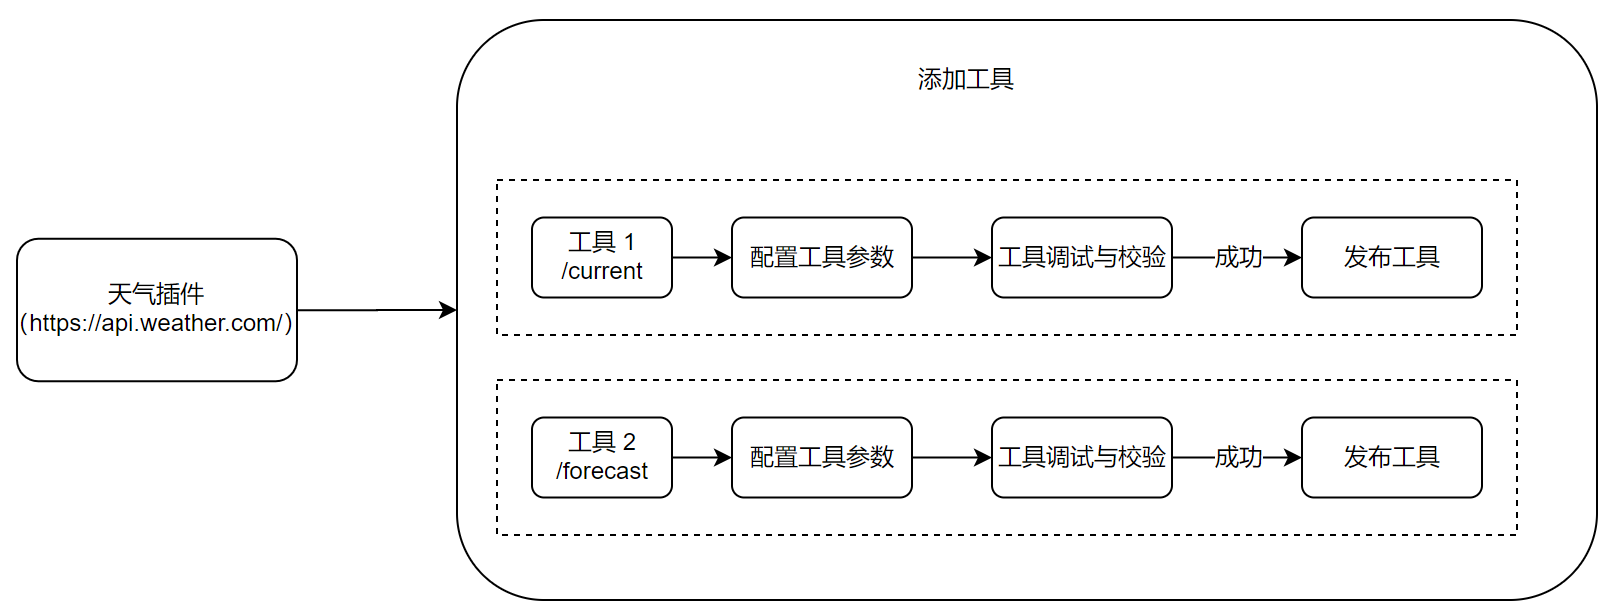 添加工具
天气插件
（https://api.weather.com/）
工具 1
/current
配置工具参数
工具调试与校验
成功
发布工具
工具 2
/forecast
配置工具参数
工具调试与校验
成功
发布工具